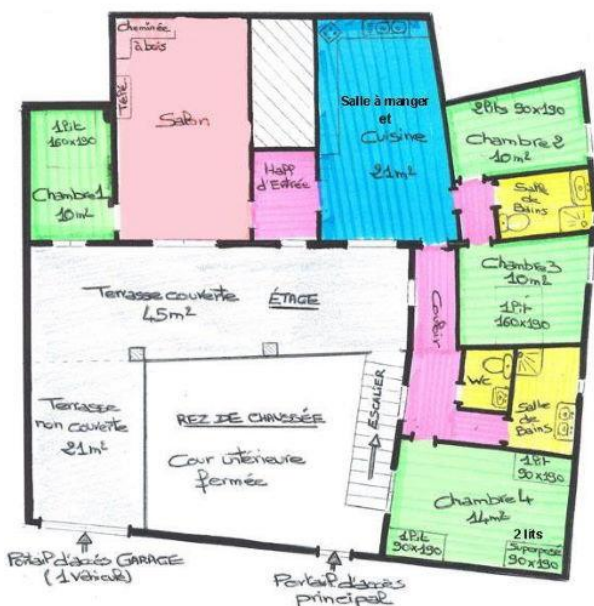 Cheminée
à bois
Télé
Salon
Salle à manger
et
Cuisine
21m²
2 lits 90x190
Chambre 2
10m²
1 lit
160x190
Chambre 1
10m²
Hall
d'Entrée
Salle
de
Bains
Chambre 3
10m²
1 lit
160x190
Couloir
Terrasse couverte
45m²
ÉTAGE
WC
Salle
de
Bains
Terrasse
non couverte
21m²
REZ DE CHAUSSÉE
Cour intérieure
fermée
ESCALIER
1 lit
90x190
Chambre 4
14m²
1 lit
90x190
2 lits
Superposé
90x190
Portail d'accés GARAGE
(1 Véhicule)
Portail d'accés
principal